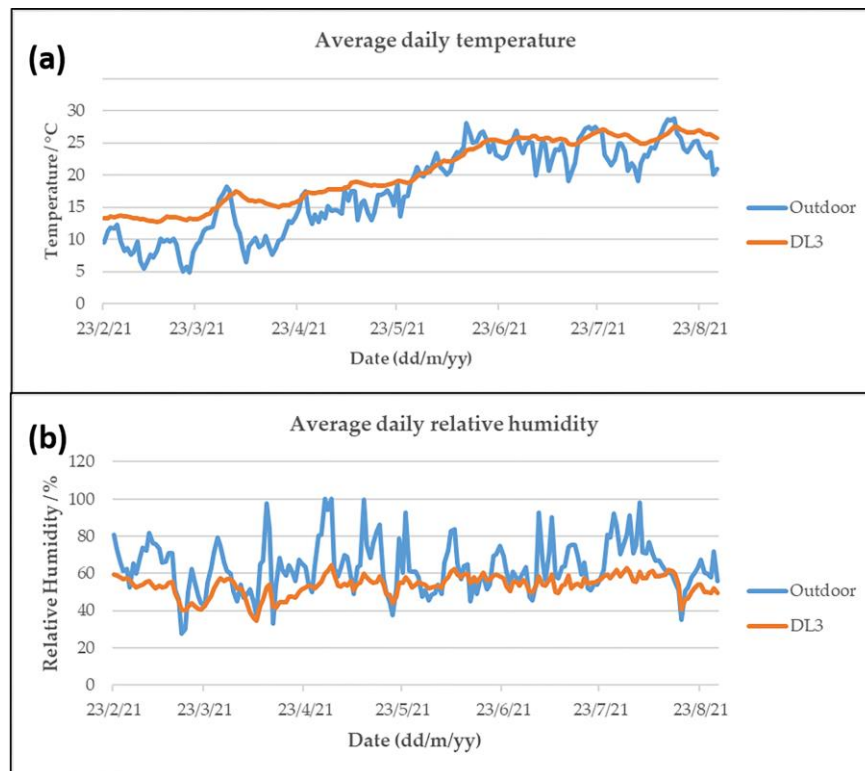 (a)
Average daily temperature
Temperature/°C
30
25
20
15
10
5
0
23/2/21 23/3/21 23/4/21 23/5/21 23/6/21 23/7/21 23/8/21
Date (dd/m/yy)
Outdoor
DL3
(b)
Average daily relative humidity
Relative Humidity/%
120
100
80
60
40
20
0
23/2/21 23/3/21 23/4/21 23/5/21 23/6/21 23/7/21 23/8/21
Date (dd/m/yy)
Outdoor
DL3